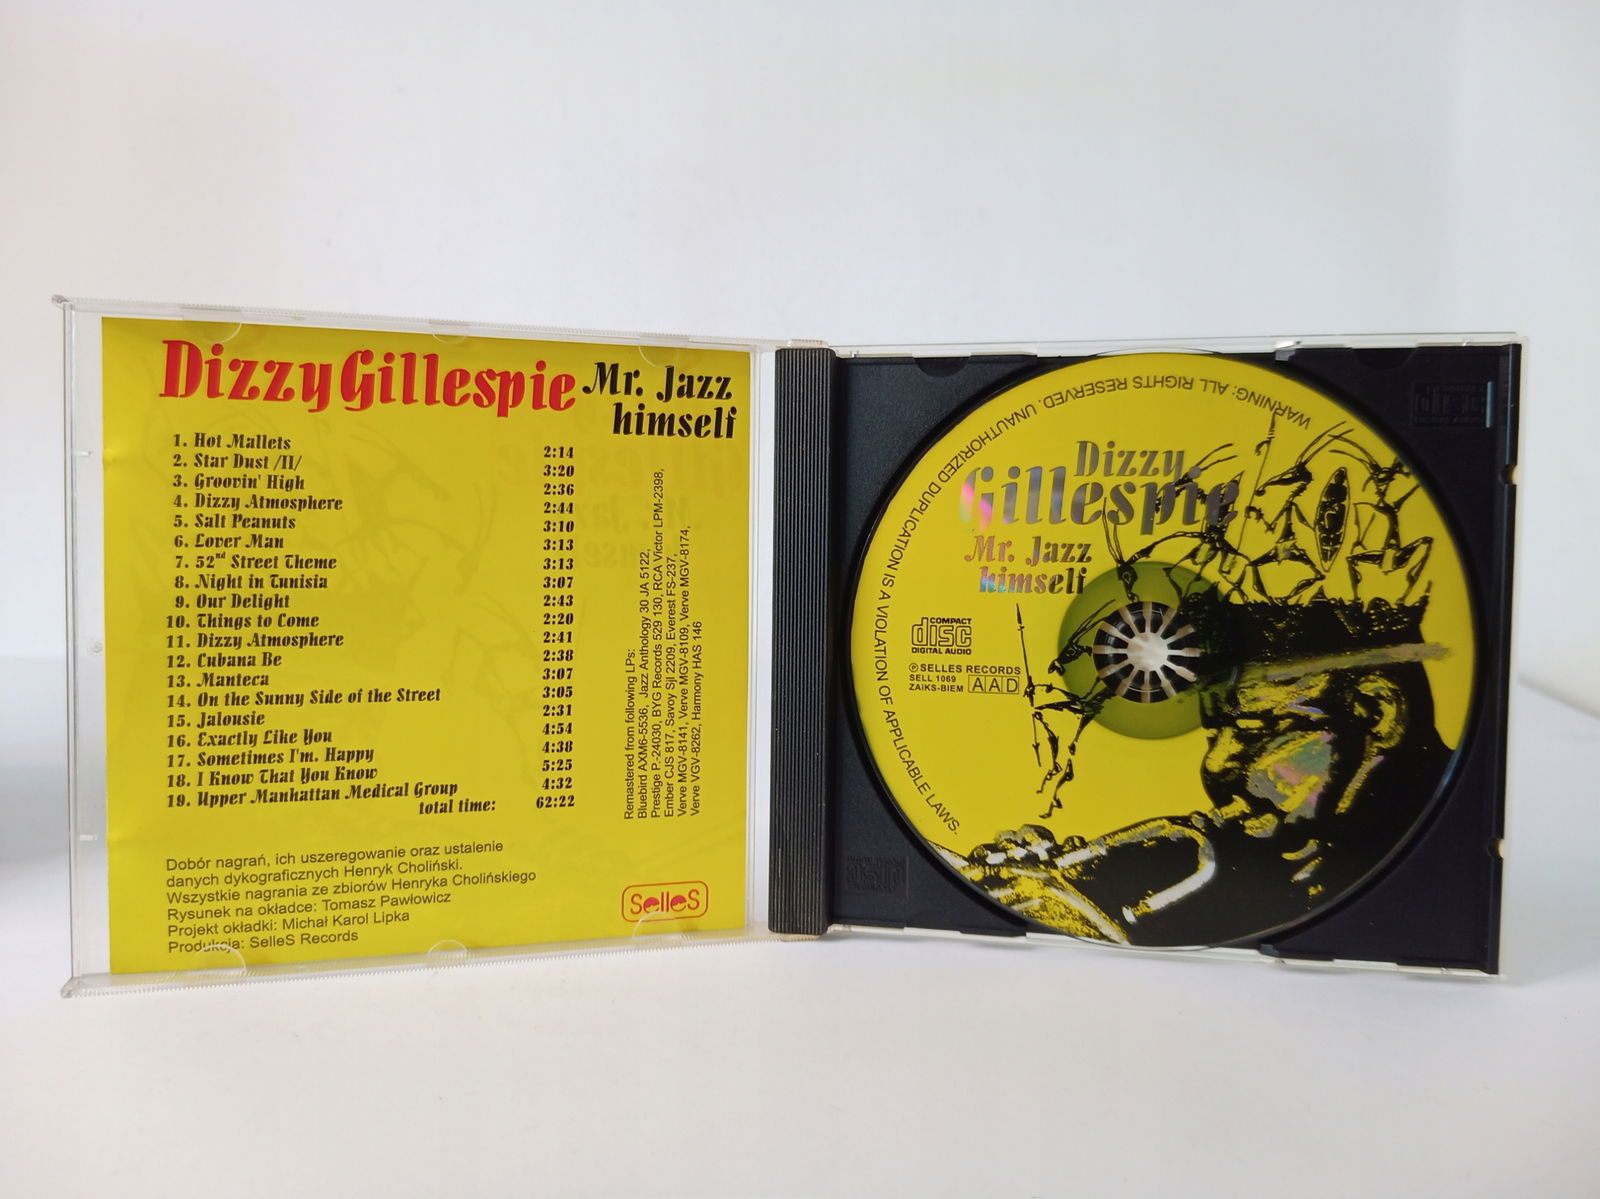 Dizzy Gillespie Mr. Jazz
himself
1. Hot Mallets 2:14
2. Star Dust /II/ 3:20
3. Groovin' High 2:36
4. Dizzy Atmosphere 2:44
5. Salt Peanuts 3:10
6. Lover Man 3:13
7. 52nd Street Theme 3:13
8. Night in Tunisia 3:07
9. Our Delight 2:43
10. Things to Come 2:20
11. Dizzy Atmosphere 2:41
12. Cubana Be 2:38
13. Manteca 3:07
14. On the Sunny Side of the Street 3:05
15. Jalousie 2:31
16. Exactly Like You 4:54
17. Sometimes I'm. Happy 4:38
18. I Know That You Know 5:25
19. Upper Manhattan Medical Group 4:32
total time: 62:22
Remastered from following LPs:
Bluebird AXM6-5536, Jazz Anthology 30 JA 5122,
Prestige P-24030, BYG Records 529 130, RCA Victor LPM-2398,
Ember CJS 817, Savoy Sjl 2209, Everest FS-237,
Verve MGV-8141, Verve MGV-8109, Verve MGV-8174,
Verve VGV-8262, Harmony HAS 146
Dobór nagrań, ich uszeregowanie oraz ustalenie
danych dykograficznych Henryk Choliński.
Wszystkie nagrania ze zbiorów Henryka Cholińskiego
Rysunek na okładce: Tomasz Pawłowicz
Projekt okładki: Michał Karol Lipka
Produkcja: SelleS Records
SelleS
WARNING: ALL RIGHTS RESERVED. UNAUTHORIZED DUPLICATION IS A VIOLATION OF APPLICABLE LAWS.
Dizzy
Gillespie
Mr. Jazz
himself
COMPACT
disc
DIGITAL AUDIO
Ⓟ SELLES RECORDS
SELL 1069
ZAiKS-BIEM AAD